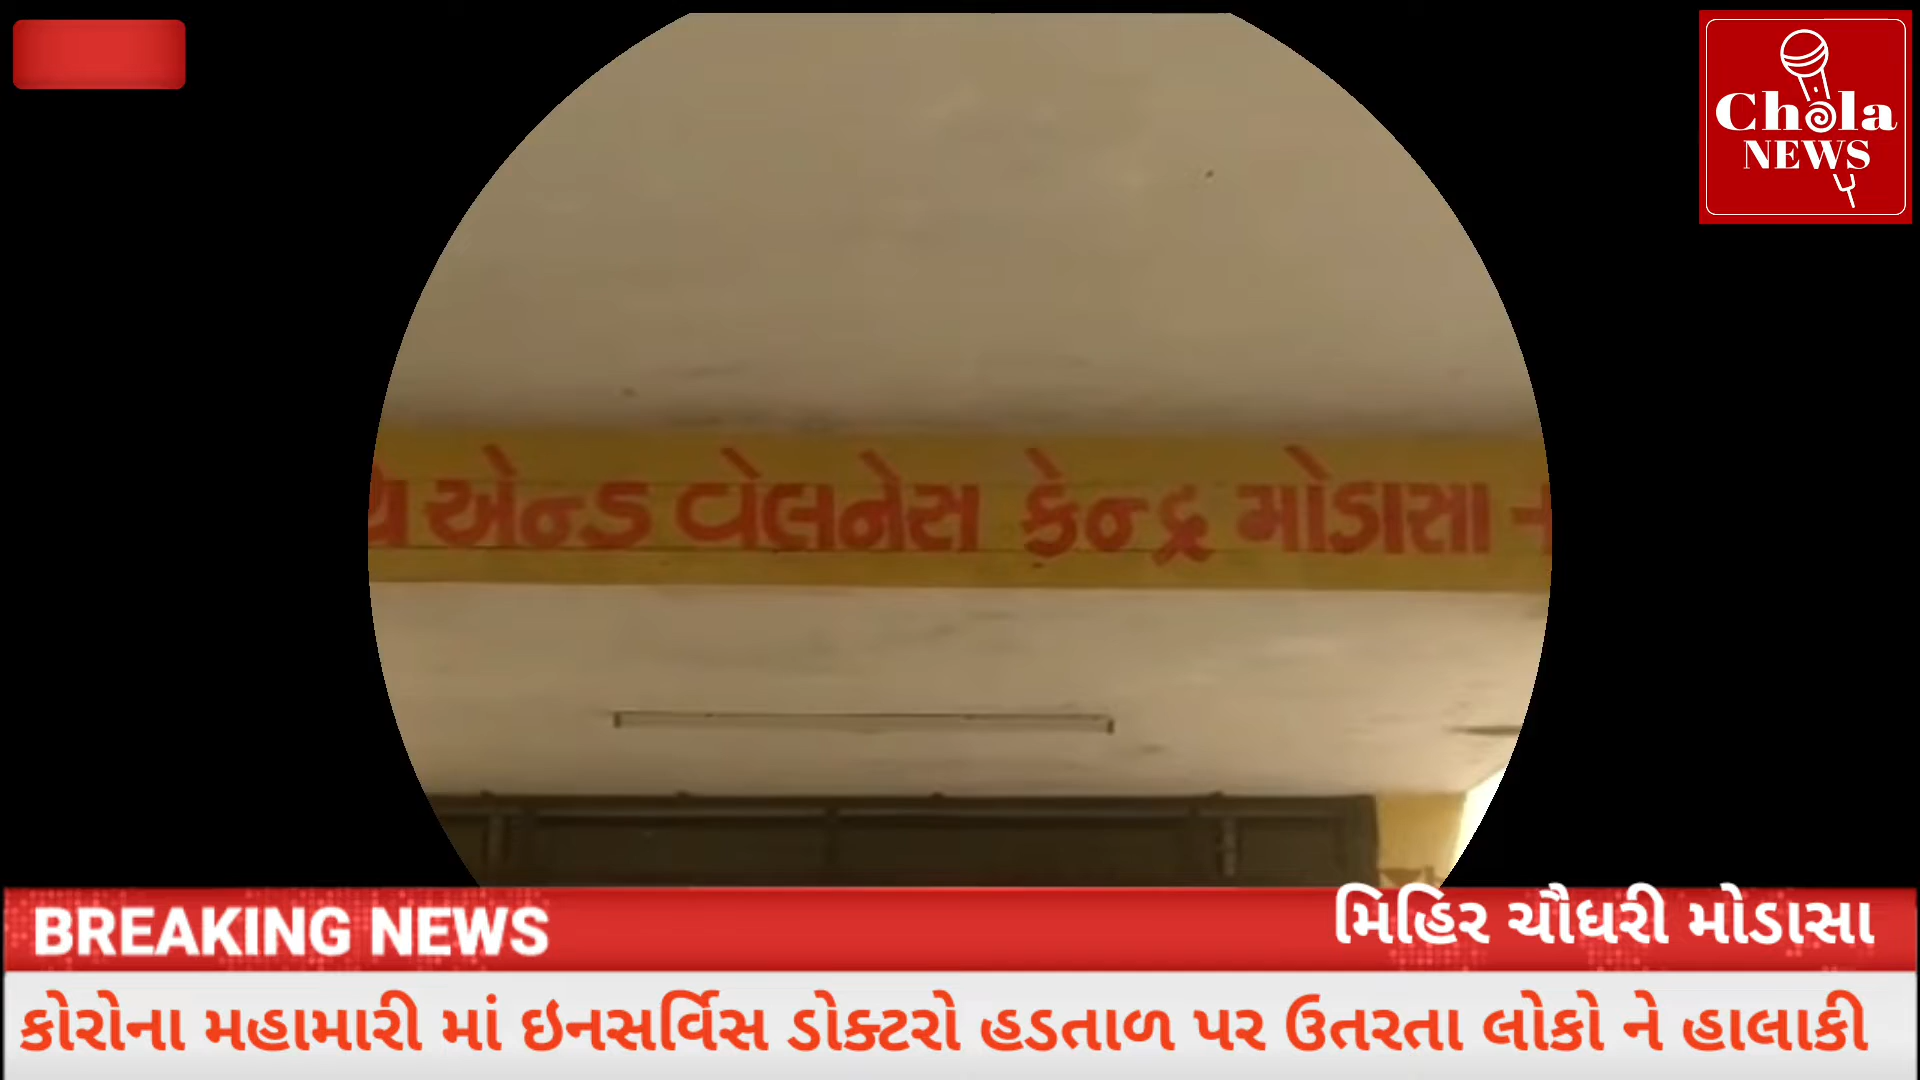 Chola
NEWS
એન્ડ વેલનેસ કેન્દ્ર મોડાસા -
BREAKING NEWS
મિહિર ચૌધરી મોડાસા
કોરોના મહામારી માં ઇનસર્વિસ ડોક્ટરો હડતાળ પર ઉતરતા લોકો ને હાલાકી